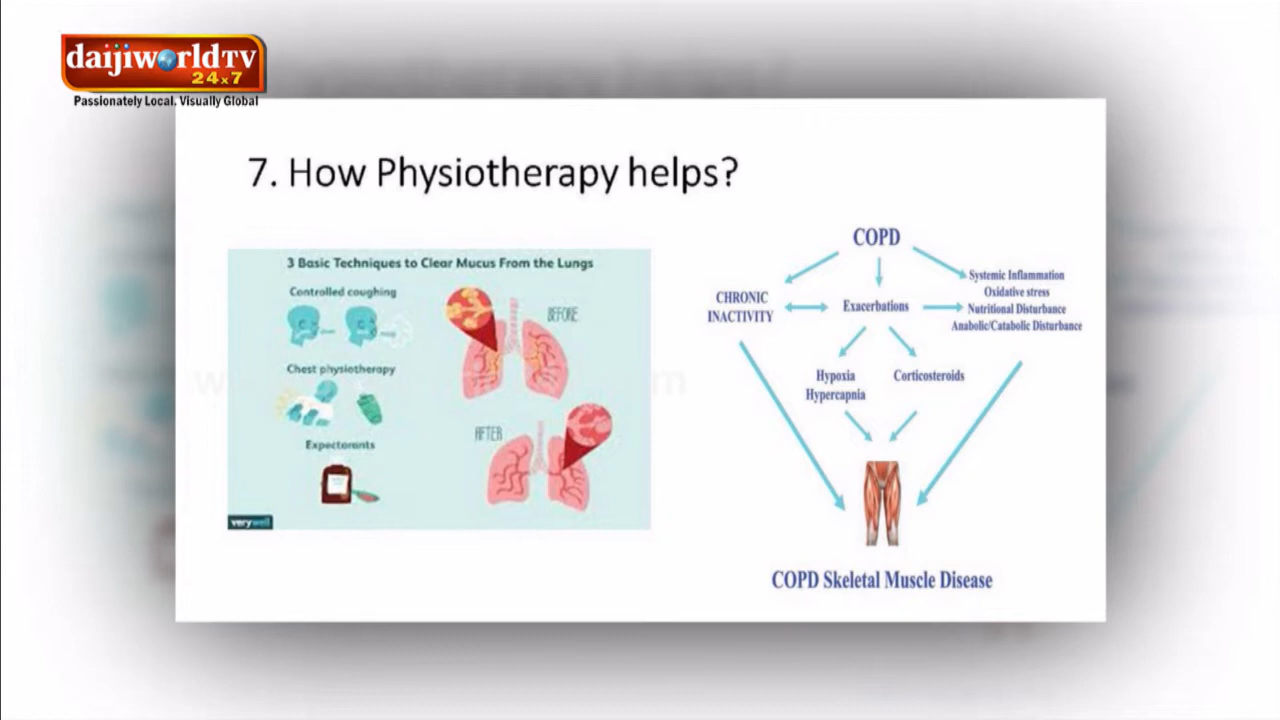 daijiworldTV
24x7
Passionately Local. Visually Global
7. How Physiotherapy helps?
3 Basic Techniques to Clear Mucus From the Lungs
Controlled coughing
BEFORE
Chest physiotherapy
AFTER
Expectorants
verywell
COPD
CHRONIC
INACTIVITY
Exacerbations
Systemic Inflammation
Oxidative stress
Nutritional Disturbance
Anabolic/Catabolic Disturbance
Hypoxia
Hypercapnia
Corticosteroids
COPD Skeletal Muscle Disease